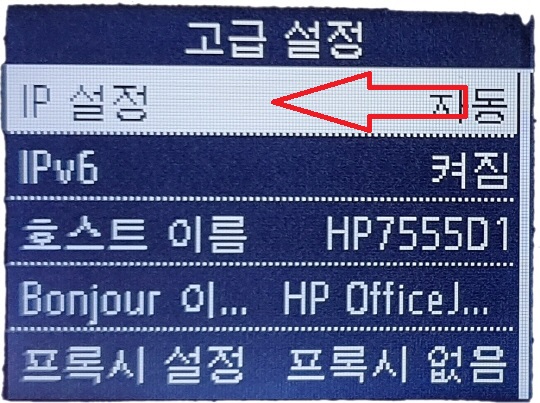 고급 설정
IP 설정 자동
IPv6 켜짐
호스트 이름 HP7555D1
Bonjour 이... HP OfficeJ...
프록시 설정 프록시 없음